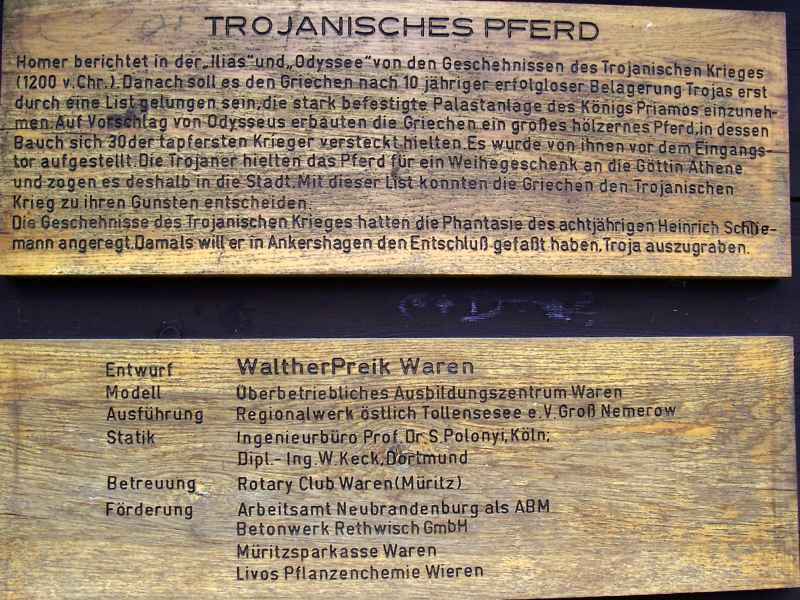 TROJANISCHES PFERD
Homer berichtet in der „Ilias“ und „Odyssee“ von den Geschehnissen des Trojanischen Krieges
(1200 v.Chr.). Danach soll es den Griechen nach 10 jähriger erfolgloser Belagerung Trojas erst
durch eine List gelungen sein, die stark befestigte Palastanlage des Königs Priamos einzuneh-
men. Auf Vorschlag von Odysseus erbauten die Griechen ein großes hölzernes Pferd, in dessen
Bauch sich 30 der tapfersten Krieger versteckt hielten. Es wurde von ihnen vor dem Eingangs-
tor aufgestellt. Die Trojaner hielten das Pferd für ein Weihegeschenk an die Göttin Athene
und zogen es deshalb in die Stadt. Mit dieser List konnten die Griechen den Trojanischen
Krieg zu ihren Gunsten entscheiden.
Die Geschehnisse des Trojanischen Krieges hatten die Phantasie des achtjährigen Heinrich Schlie-
mann angeregt. Damals will er in Ankershagen den Entschluß gefaßt haben, Troja auszugraben.
Entwurf Walther Preik Waren
Modell Überbetriebliches Ausbildungszentrum Waren
Ausführung Regionalwerk östlich Tollensesee e.V. Groß Nemerow
Statik Ingenieurbüro Prof. Dr. S. Polonyi, Köln;
Dipl.- Ing. W. Keck, Dortmund
Betreuung Rotary Club Waren (Müritz)
Förderung Arbeitsamt Neubrandenburg als ABM
Betonwerk Rethwisch GmbH
Müritzsparkasse Waren
Livos Pflanzenchemie Wieren